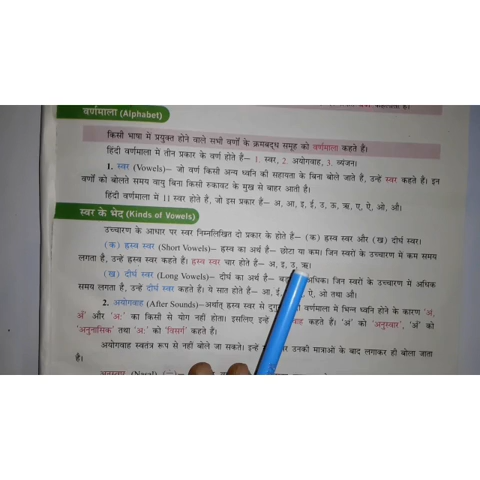 वर्णमाला (Alphabet)
किसी भाषा में प्रयुक्त होने वाले सभी वर्णों के क्रमबद्ध समूह को वर्णमाला कहते हैं।
हिंदी वर्णमाला में तीन प्रकार के वर्ण होते हैं– 1. स्वर, 2. अयोगवाह, 3. व्यंजन।
1. स्वर (Vowels)– जो वर्ण किसी अन्य ध्वनि की सहायता के बिना बोले जाते हैं, उन्हें स्वर कहते हैं। इन
वर्णों को बोलते समय वायु बिना किसी रुकावट के मुख से बाहर आती है।
हिंदी वर्णमाला में 11 स्वर होते हैं, जो इस प्रकार हैं– अ, आ, इ, ई, उ, ऊ, ऋ, ए, ऐ, ओ, औ।
स्वर के भेद (Kinds of Vowels)
उच्चारण के आधार पर स्वर निम्नलिखित दो प्रकार के होते हैं– (क) ह्रस्व स्वर और (ख) दीर्घ स्वर।
(क) ह्रस्व स्वर (Short Vowels)– ह्रस्व का अर्थ है– छोटा या कम। जिन स्वरों के उच्चारण में कम समय
लगता है, उन्हें ह्रस्व स्वर कहते हैं। ह्रस्व स्वर चार होते हैं– अ, इ, उ, ऋ।
(ख) दीर्घ स्वर (Long Vowels)– दीर्घ का अर्थ है– अधिक। जिन स्वरों के उच्चारण में अधिक
समय लगता है, उन्हें दीर्घ स्वर कहते हैं। ये सात होते हैं– आ, ई, ऐ, ओ तथा औ।
2. अयोगवाह (After Sounds)–अर्थात् ह्रस्व स्वर से वर्णमाला में भिन्न ध्वनि होने के कारण 'अं,
अँ' और 'अः' का किसी से योग नहीं होता। इसलिए इन्हें कहते हैं। 'अं' को 'अनुस्वार', 'अँ' को
'अनुनासिक' तथा 'अः' को 'विसर्ग' कहते हैं।
अयोगवाह स्वतंत्र रूप से नहीं बोले जा सकते। इन्हें उनकी मात्राओं के बाद लगाकर ही बोला जाता
है।
अनुस्वार (Nasal)